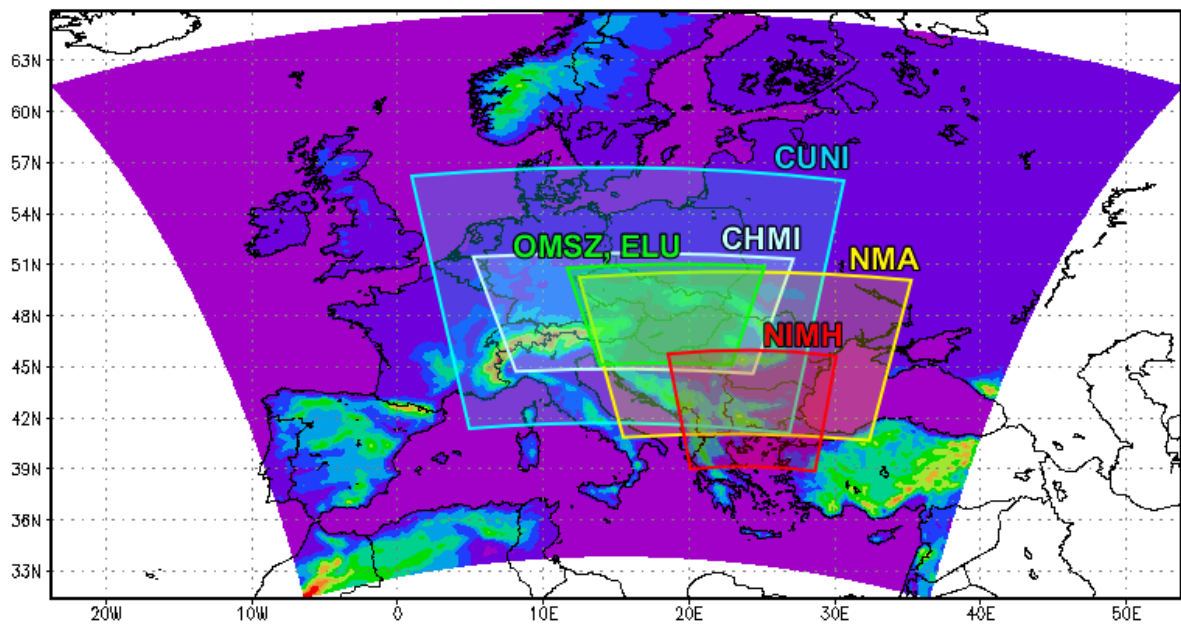 63N
60N
57N
54N
51N
48N
45N
42N
39N
36N
33N
CUNI
CHMI
OMSZ, ELU
NMA
NIMH
20W
10W
0
10E
20E
30E
40E
50E